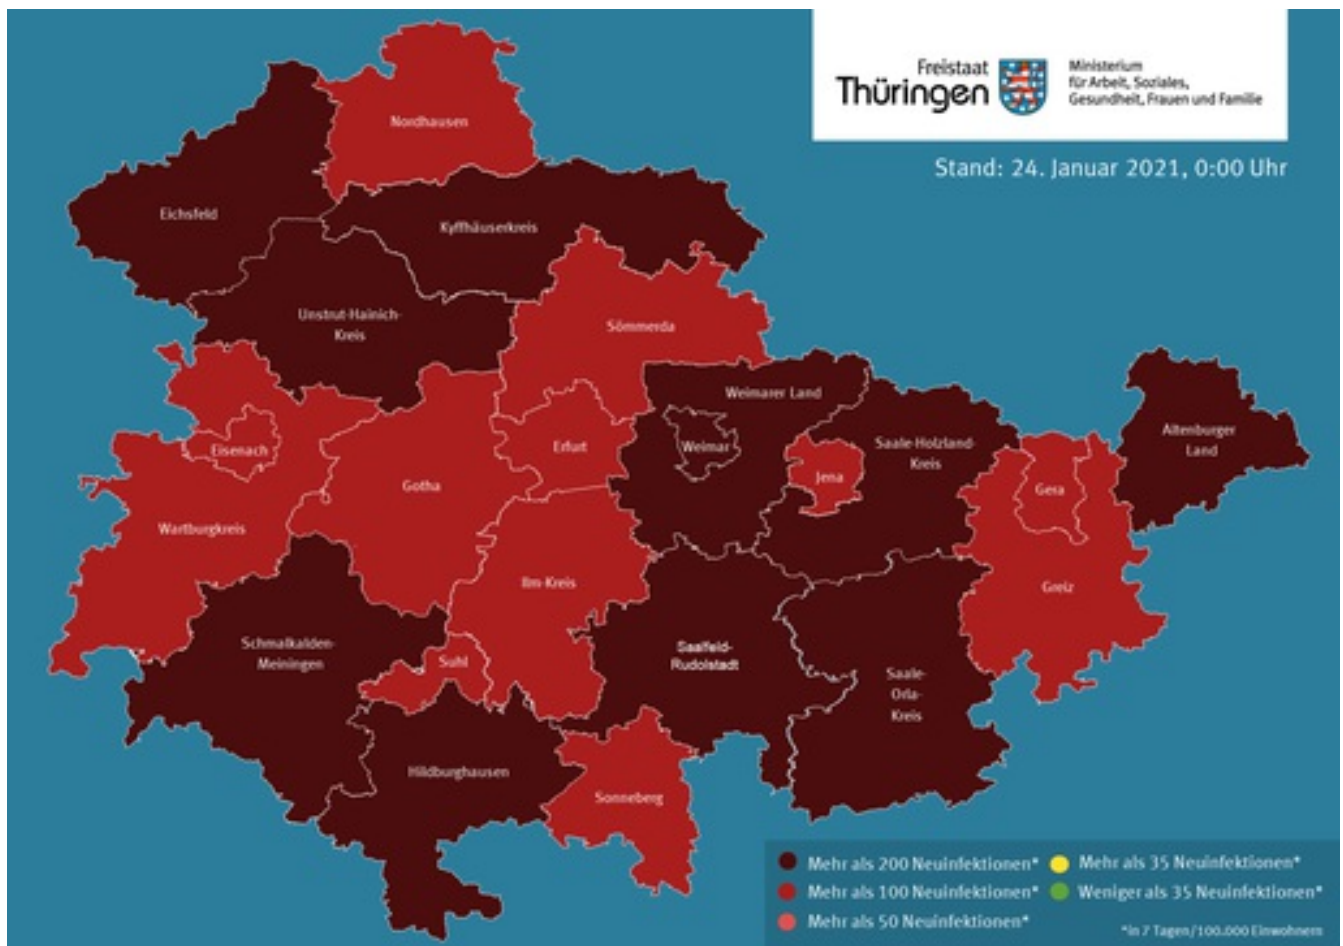 Freistaat
Thüringen
Ministerium
für Arbeit, Soziales,
Gesundheit, Frauen und Familie
Stand: 24. Januar 2021, 0:00 Uhr
Nordhausen
Eichsfeld
Kyffhäuserkreis
Unstrut-Hainich-
Kreis
Sömmerda
Weimarer Land
Altenburger
Land
Eisenach
Erfurt
Weimar
Saale-Holzland-
Kreis
Jena
Gotha
Gera
Wartburgkreis
Ilm-Kreis
Greiz
Schmalkalden-
Meiningen
Suhl
Saalfeld-
Rudolstadt
Saale-
Orla-
Kreis
Hildburghausen
Sonneberg
Mehr als 200 Neuinfektionen*
Mehr als 100 Neuinfektionen*
Mehr als 50 Neuinfektionen*
Mehr als 35 Neuinfektionen*
Weniger als 35 Neuinfektionen*
*in 7 Tagen/100.000 Einwohnern